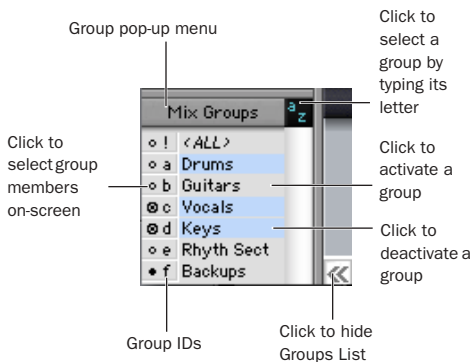 Group pop-up menu
Click to
select a
group by
typing its
letter
Mix Groups
a z
! <ALL>
a Drums
b Guitars
c Vocals
d Keys
e Rhyth Sect
f Backups
Click to
select group
members
on-screen
Click to
activate a
group
Click to
deactivate a
group
Group IDs
Click to hide
Groups List